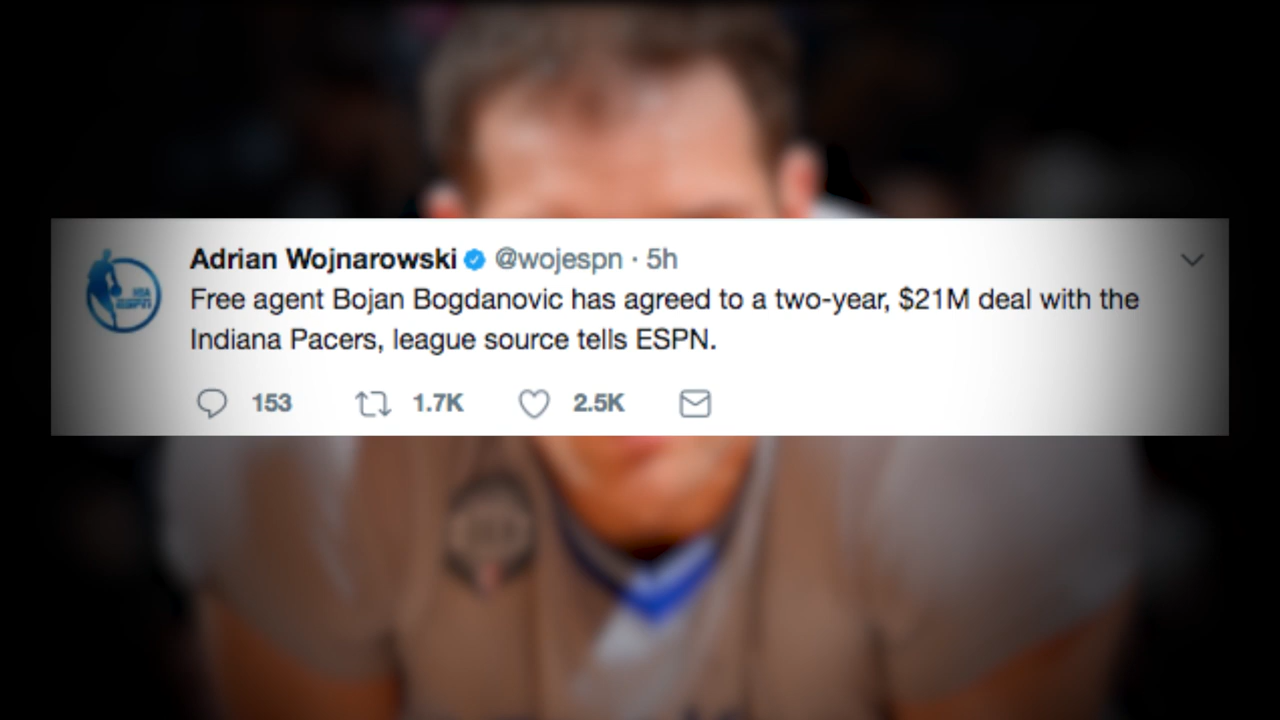 Adrian Wojnarowski @wojespn · 5h
Free agent Bojan Bogdanovic has agreed to a two-year, $21M deal with the
Indiana Pacers, league source tells ESPN.
153 1.7K 2.5K